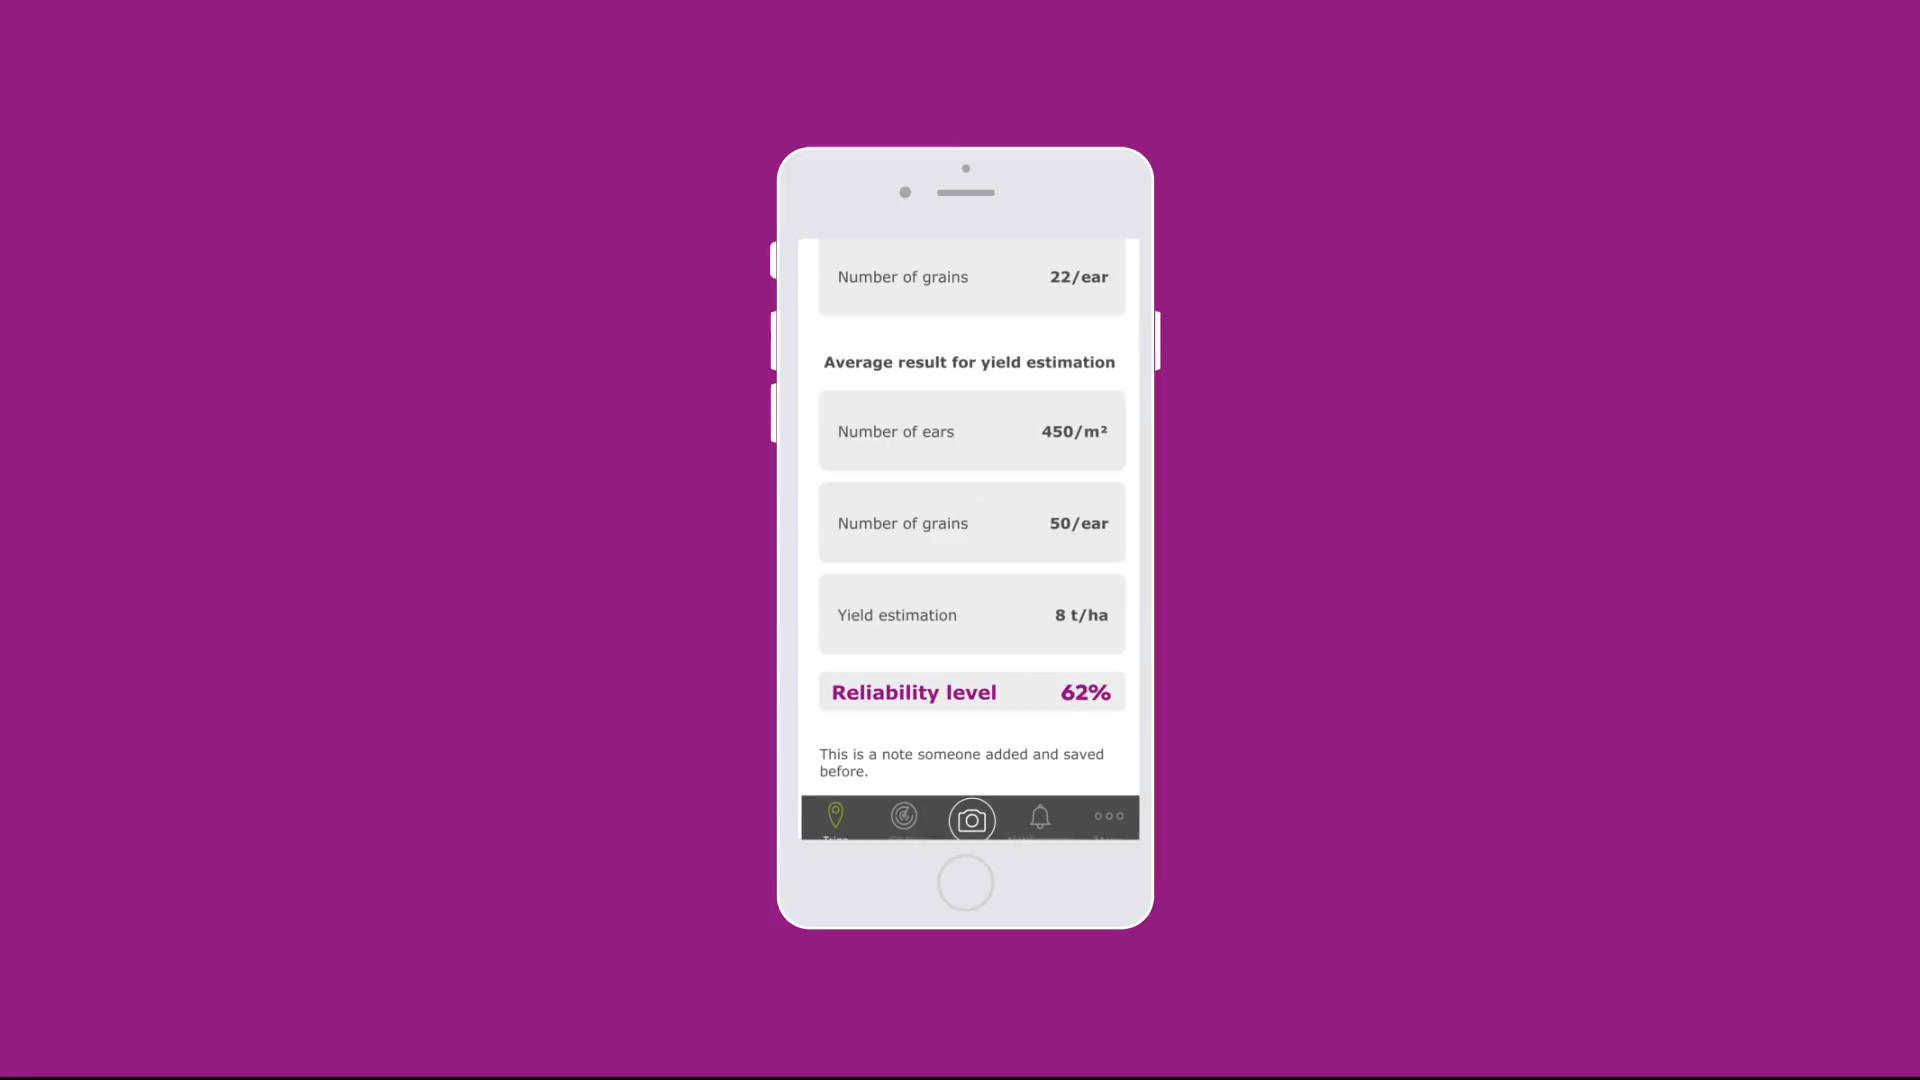 Number of grains 22/ear
Average result for yield estimation
Number of ears 450/m²
Number of grains 50/ear
Yield estimation 8 t/ha
Reliability level 62%
This is a note someone added and saved
before.